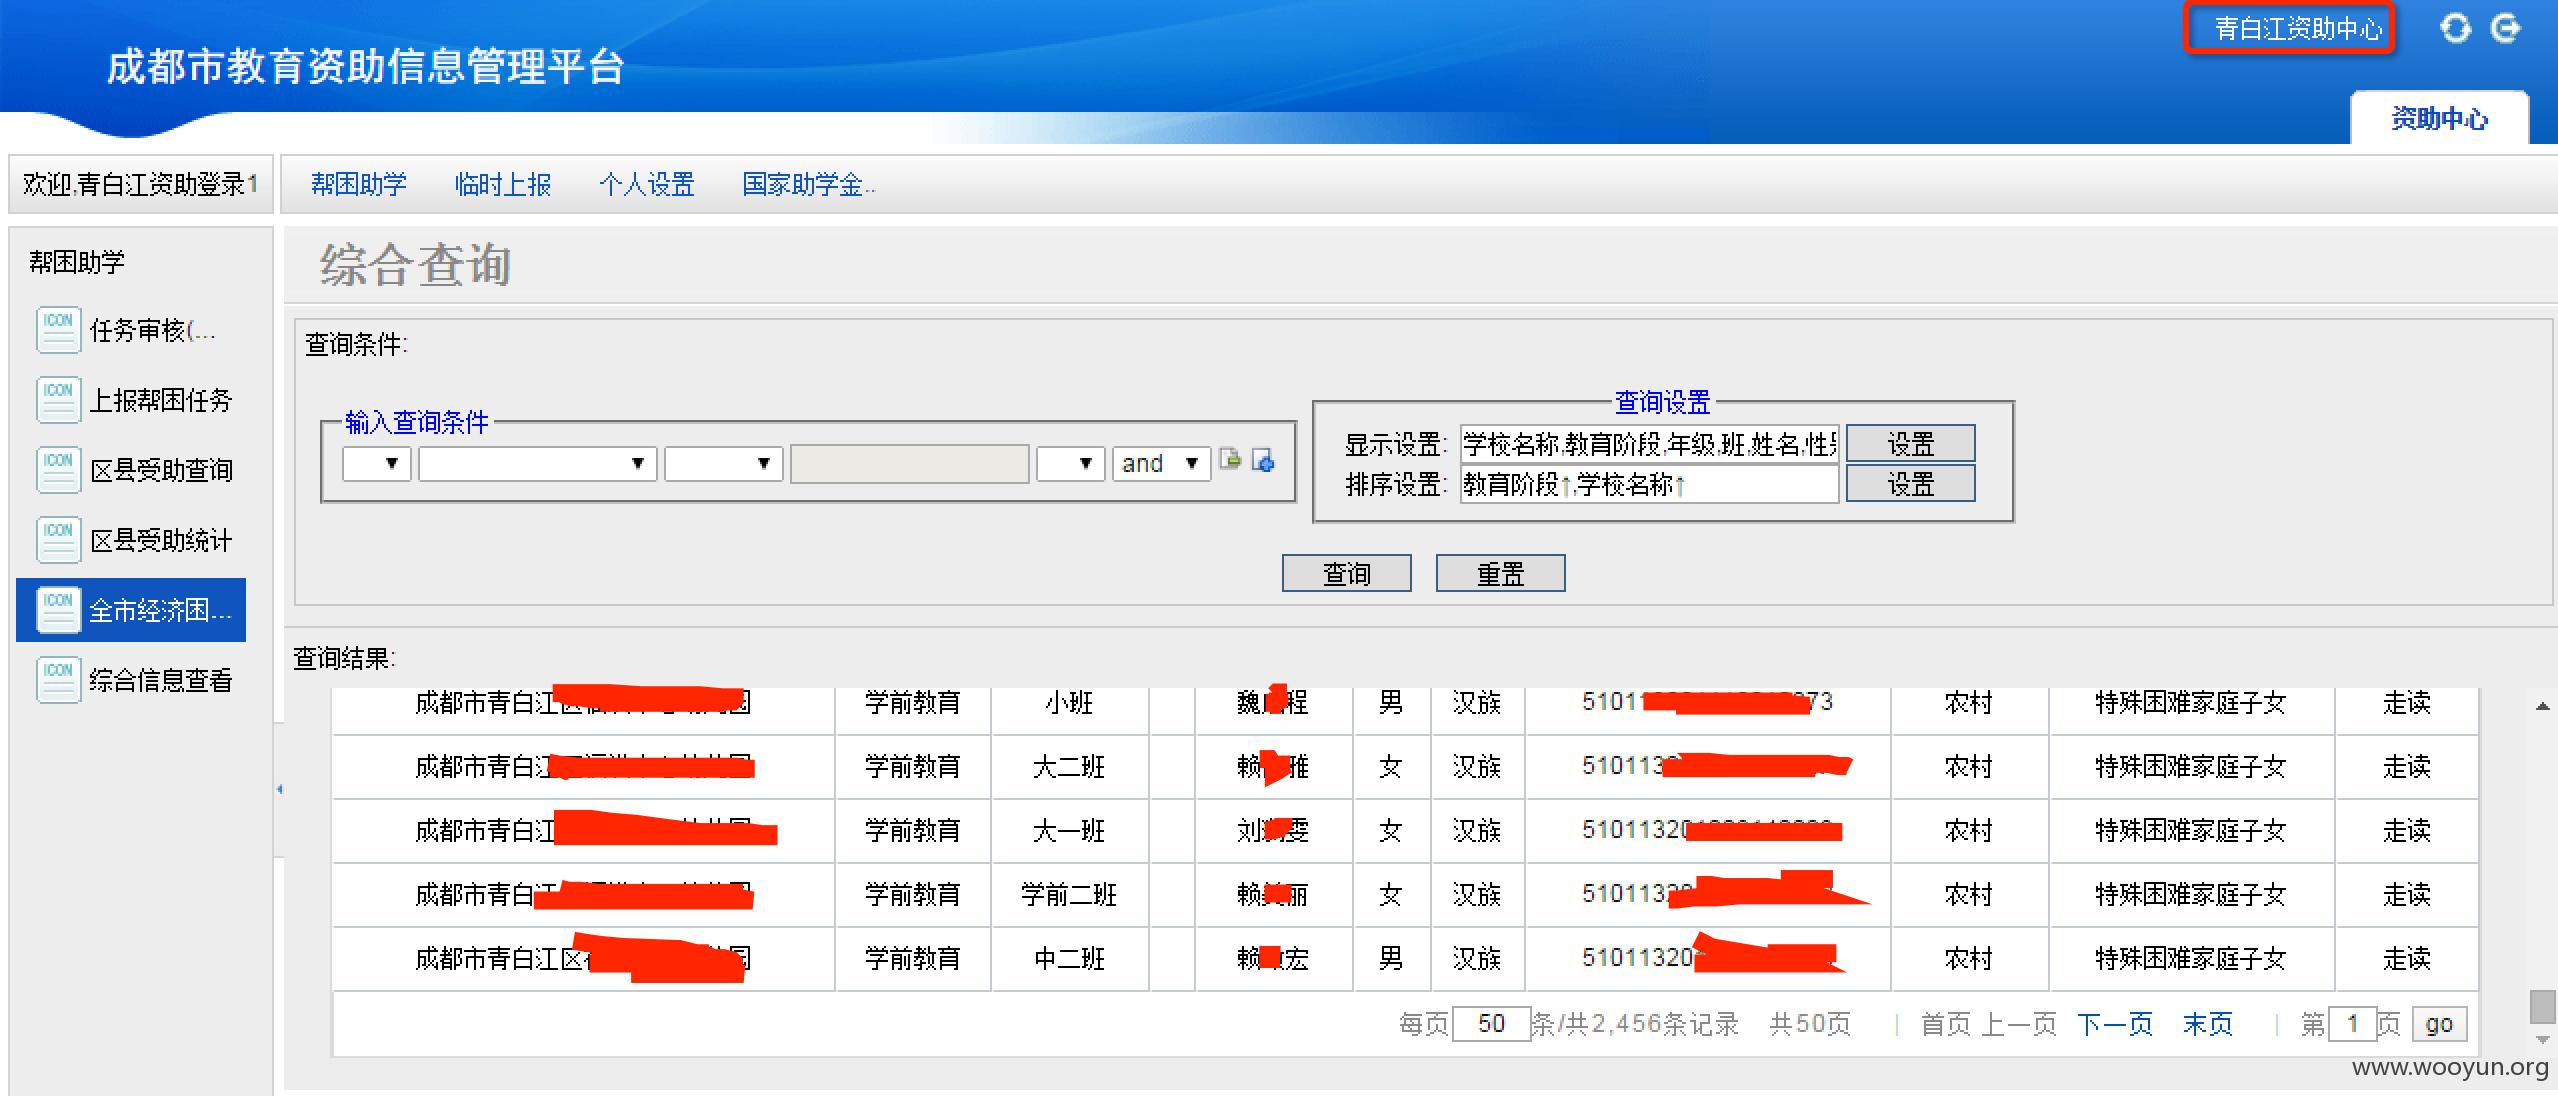 青白江资助中心
成都市教育资助信息管理平台
资助中心
欢迎,青白江资助登录1
帮困助学 临时上报 个人设置 国家助学金..
帮困助学
ICON 任务审核(...
ICON 上报帮困任务
ICON 区县受助查询
ICON 区县受助统计
ICON 全市经济困...
ICON 综合信息查看
综合查询
查询条件:
输入查询条件
and
查询设置
显示设置: 学校名称,教育阶段,年级,班,姓名,性 设置
排序设置: 教育阶段↑,学校名称↑ 设置
查询 重置
查询结果:
成都市青白江区 园 学前教育 小班 魏 程 男 汉族 5101 73 农村 特殊困难家庭子女 走读
成都市青白江 学前教育 大二班 赖 雅 女 汉族 510113 农村 特殊困难家庭子女 走读
成都市青白江 学前教育 大一班 刘 雯 女 汉族 51011320 农村 特殊困难家庭子女 走读
成都市青白江 学前教育 学前二班 赖 丽 女 汉族 5101132 农村 特殊困难家庭子女 走读
成都市青白江区 园 学前教育 中二班 赖 宏 男 汉族 51011320 农村 特殊困难家庭子女 走读
每页 50 条/共2,456条记录 共50页 | 首页 上一页 下一页 末页 | 第 1 页 go
www.wooyun.org